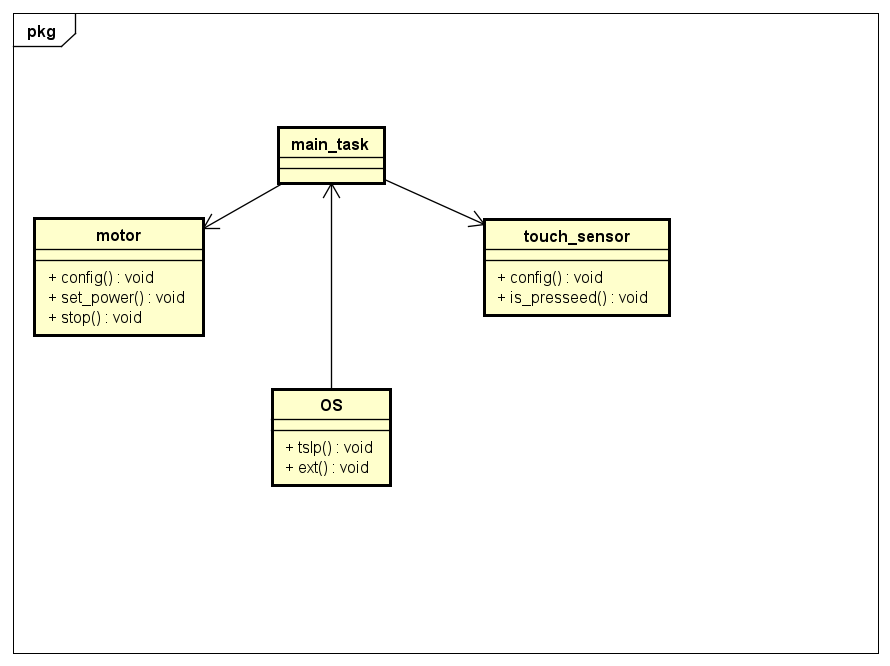 pkg
main_task
motor
+ config() : void
+ set_power() : void
+ stop() : void
touch_sensor
+ config() : void
+ is_presseed() : void
OS
+ tslp() : void
+ ext() : void